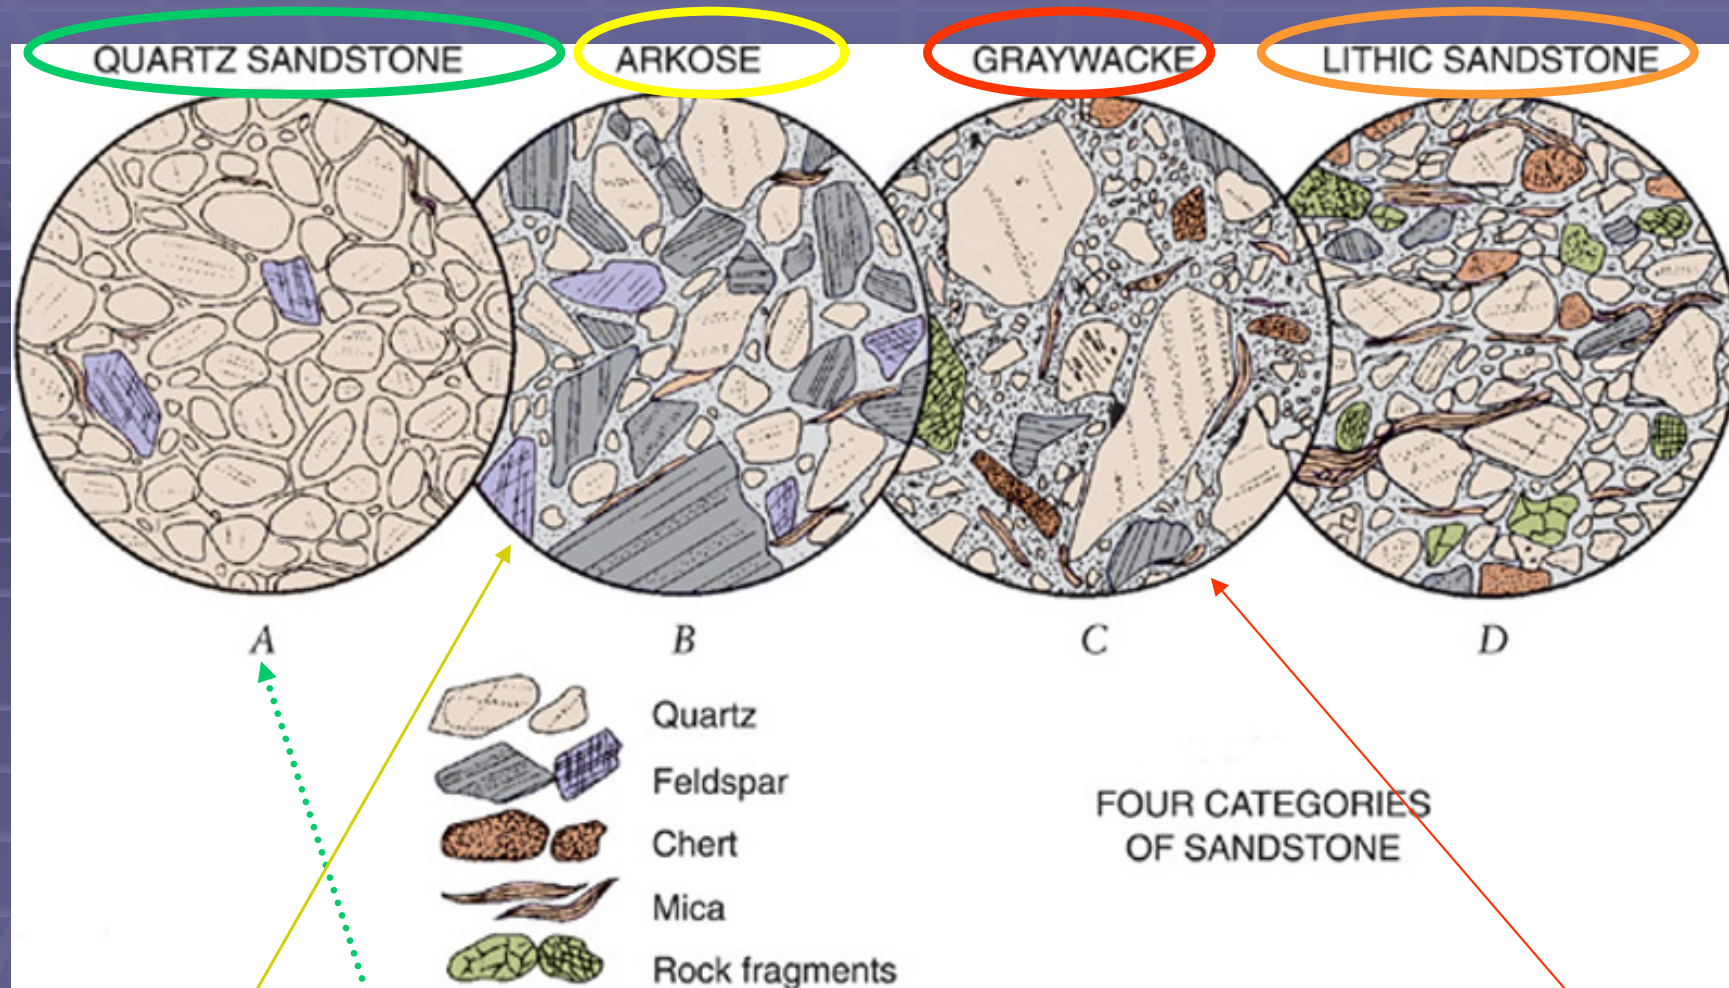 QUARTZ SANDSTONE
ARKOSE
GRAYWACKE
LITHIC SANDSTONE
A
B
C
D
Quartz
Feldspar
Chert
Mica
Rock fragments
FOUR CATEGORIES
OF SANDSTONE